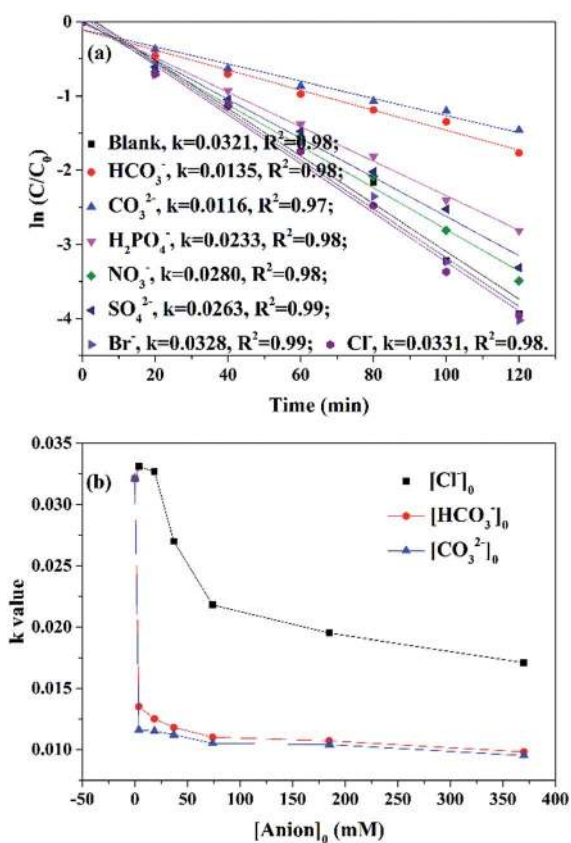 0
(a)
-1
-2
-3
-4
ln (C/C₀)
Blank, k=0.0321, R²=0.98;
HCO₃⁻, k=0.0135, R²=0.98;
CO₃²⁻, k=0.0116, R²=0.97;
H₂PO₄⁻, k=0.0233, R²=0.98;
NO₃⁻, k=0.0280, R²=0.98;
SO₄²⁻, k=0.0263, R²=0.99;
Br⁻, k=0.0328, R²=0.99; Cl⁻, k=0.0331, R²=0.98.
0 20 40 60 80 100 120
Time (min)
0.035
(b)
0.030
0.025
0.020
0.015
0.010
k value
[Cl⁻]₀
[HCO₃⁻]₀
[CO₃²⁻]₀
-50 0 50 100 150 200 250 300 350 400
[Anion]₀ (mM)